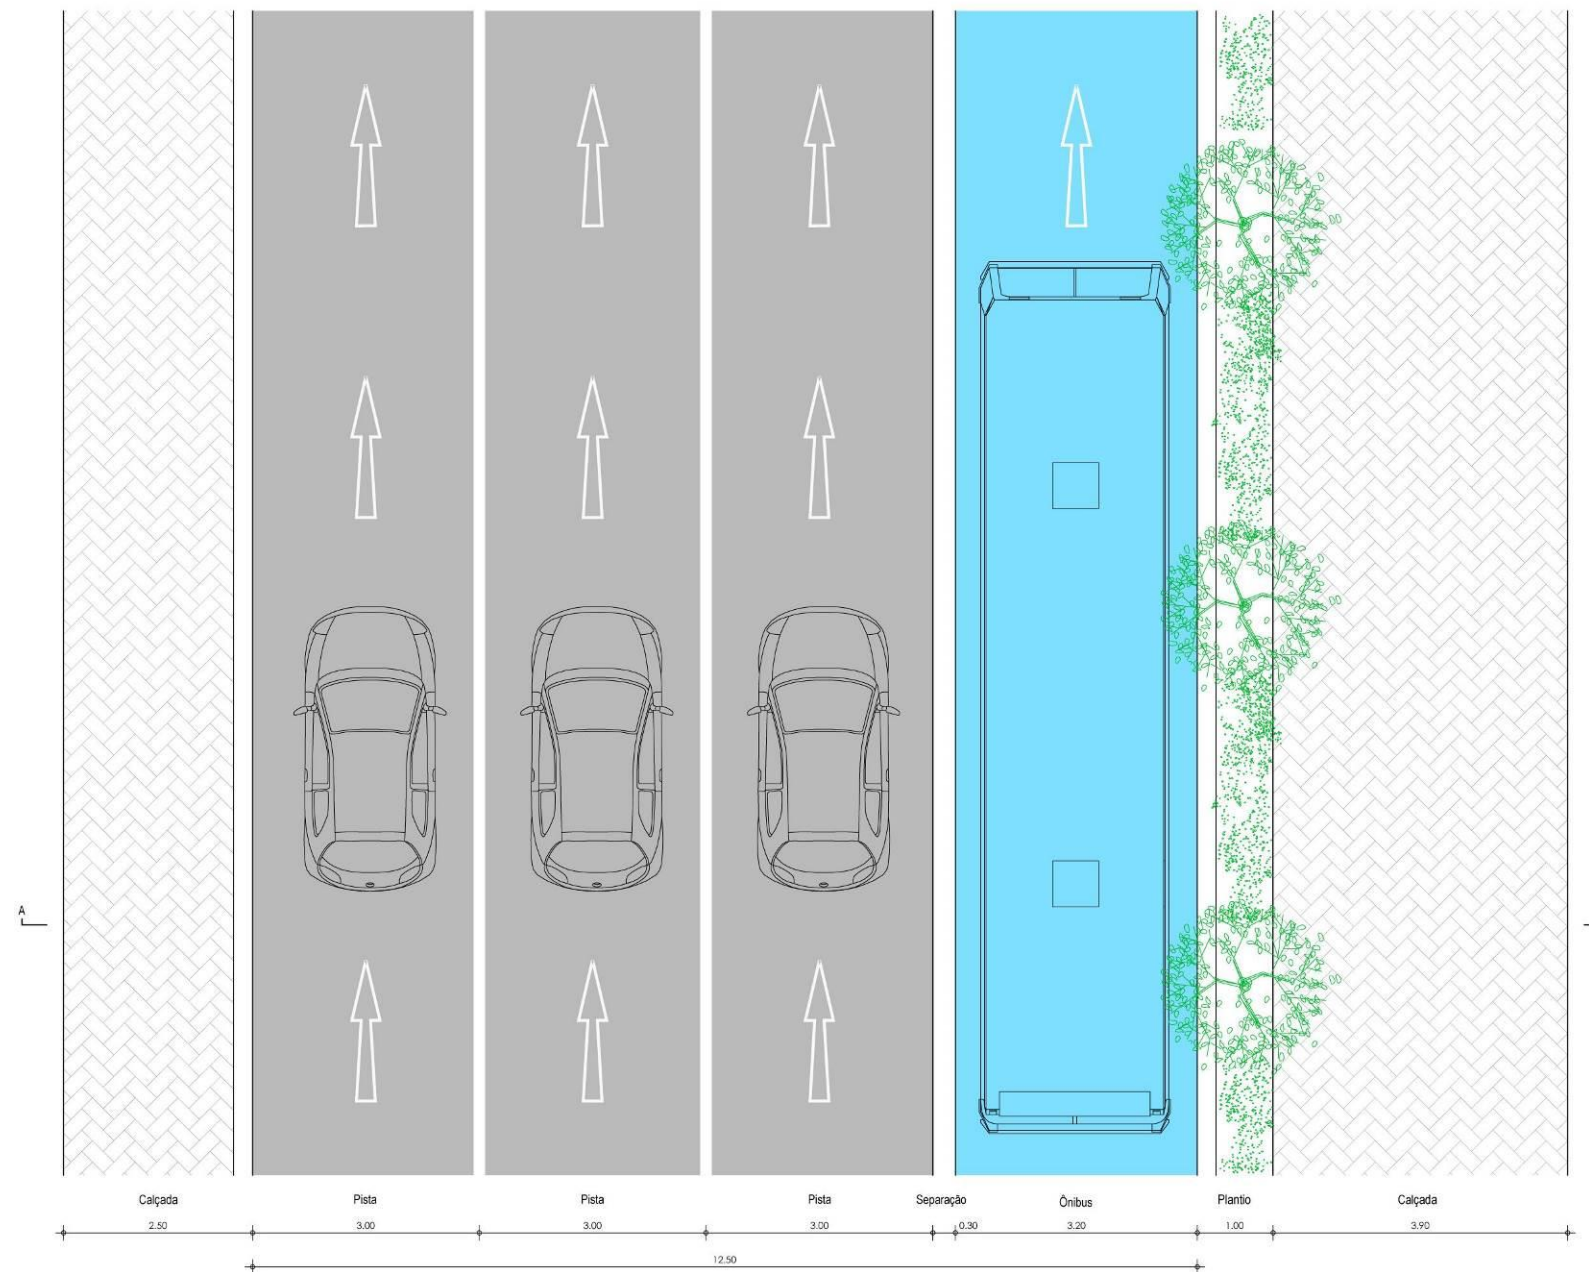 A
Calçada Pista Pista Pista Separação Ônibus Plantio Calçada
2.50 3.00 3.00 3.00 0.30 3.20 1.00 3.90
12.50